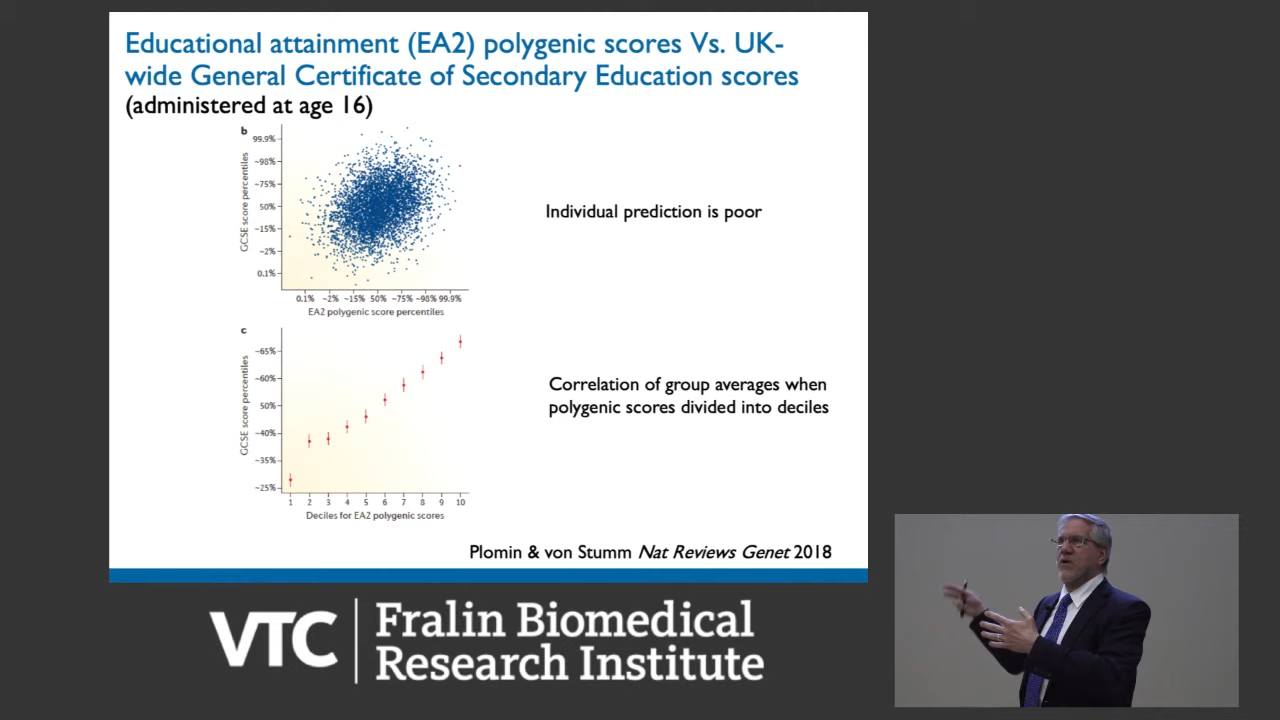 Educational attainment (EA2) polygenic scores Vs. UK-
wide General Certificate of Secondary Education scores
(administered at age 16)
b
GCSE score percentiles
99.9%
~98%
~75%
50%
~15%
~2%
0.1%
0.1% ~2% ~15% 50% ~75% ~98% 99.9%
EA2 polygenic score percentiles
Individual prediction is poor
c
GCSE score percentiles
~65%
~60%
50%
~40%
~35%
~25%
1 2 3 4 5 6 7 8 9 10
Deciles for EA2 polygenic scores
Correlation of group averages when
polygenic scores divided into deciles
Plomin & von Stumm Nat Reviews Genet 2018
VTC
Fralin Biomedical
Research Institute